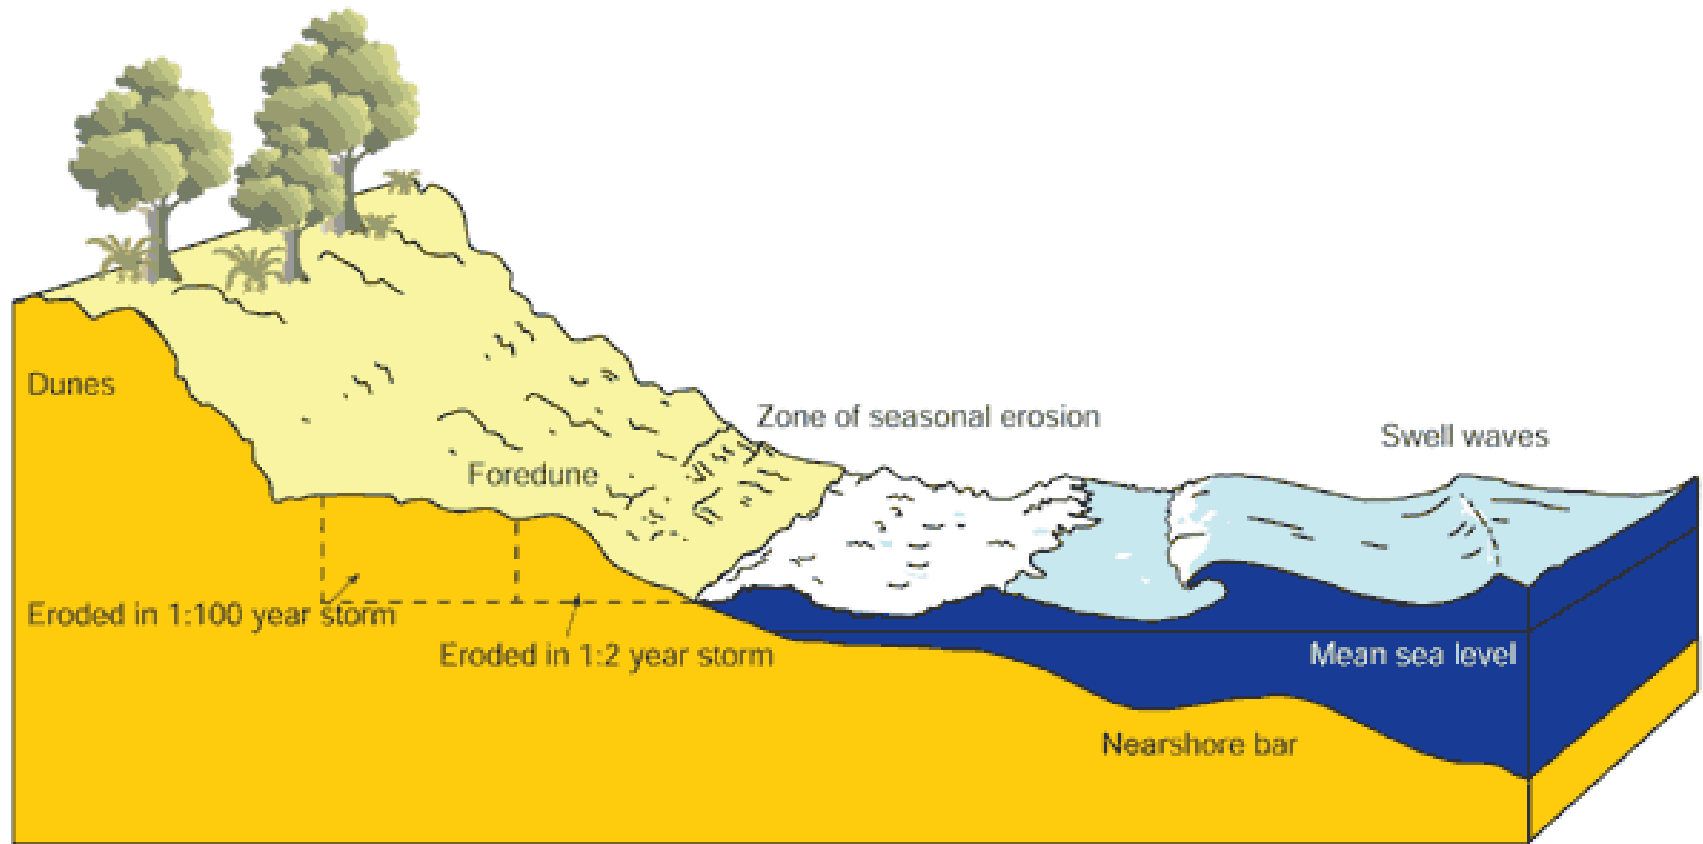 Dunes
Zone of seasonal erosion
Swell waves
Foredune
Eroded in 1:100 year storm
Eroded in 1:2 year storm
Mean sea level
Nearshore bar